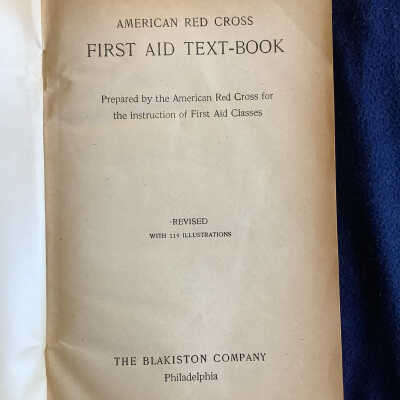 AMERICAN RED CROSS
FIRST AID TEXT-BOOK
Prepared by the American Red Cross for
the instruction of First Aid Classes
REVISED
WITH 114 ILLUSTRATIONS
THE BLAKISTON COMPANY
Philadelphia